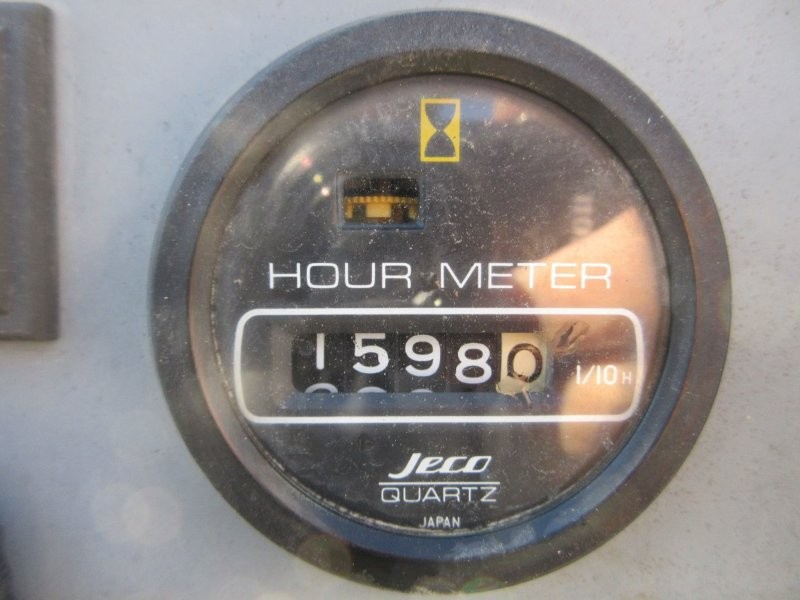 HOUR METER
15980 1/10H
Jeco
QUARTZ
JAPAN